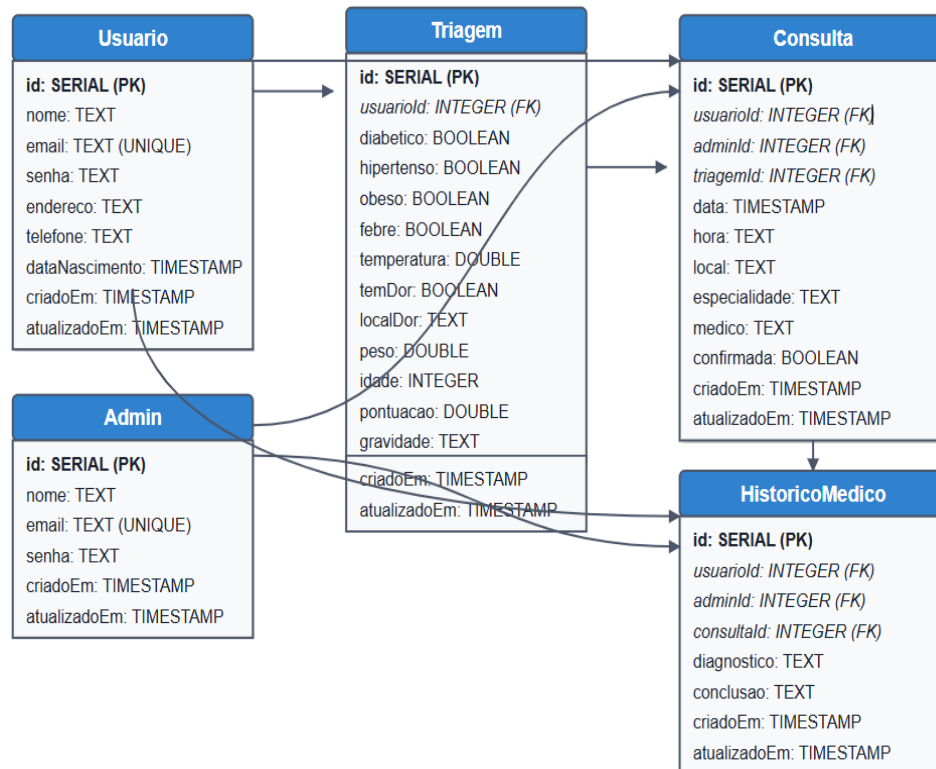 Usuario
id: SERIAL (PK)
nome: TEXT
email: TEXT (UNIQUE)
senha: TEXT
endereco: TEXT
telefone: TEXT
dataNascimento: TIMESTAMP
criadoEm: TIMESTAMP
atualizadoEm: TIMESTAMP
Admin
id: SERIAL (PK)
nome: TEXT
email: TEXT (UNIQUE)
senha: TEXT
criadoEm: TIMESTAMP
atualizadoEm: TIMESTAMP
Triagem
id: SERIAL (PK)
usuarioId: INTEGER (FK)
diabetico: BOOLEAN
hipertenso: BOOLEAN
obeso: BOOLEAN
febre: BOOLEAN
temperatura: DOUBLE
temDor: BOOLEAN
localDor: TEXT
peso: DOUBLE
idade: INTEGER
pontuacao: DOUBLE
gravidade: TEXT
criadoEm: TIMESTAMP
atualizadoEm: TIMESTAMP
Consulta
id: SERIAL (PK)
usuarioId: INTEGER (FK)
adminId: INTEGER (FK)
triagemId: INTEGER (FK)
data: TIMESTAMP
hora: TEXT
local: TEXT
especialidade: TEXT
medico: TEXT
confirmada: BOOLEAN
criadoEm: TIMESTAMP
atualizadoEm: TIMESTAMP
HistoricoMedico
id: SERIAL (PK)
usuarioId: INTEGER (FK)
adminId: INTEGER (FK)
consultaId: INTEGER (FK)
diagnostico: TEXT
conclusao: TEXT
criadoEm: TIMESTAMP
atualizadoEm: TIMESTAMP